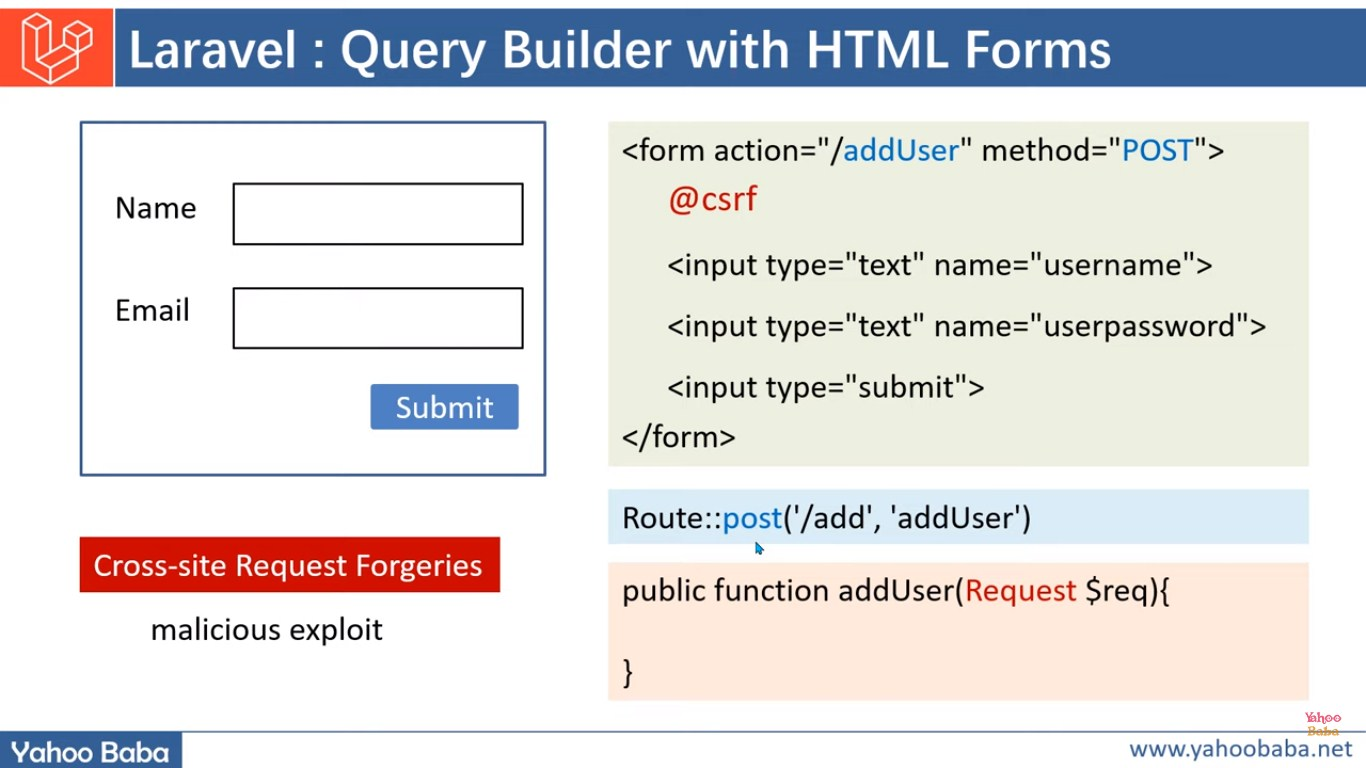 Laravel : Query Builder with HTML Forms
Name
Email
Submit
Cross-site Request Forgeries
malicious exploit
<form action="/addUser" method="POST">
@csrf
<input type="text" name="username">
<input type="text" name="userpassword">
<input type="submit">
</form>
Route::post('/add', 'addUser')
public function addUser(Request $req){
}
Yahoo
Baba
Yahoo Baba
www.yahoobaba.net